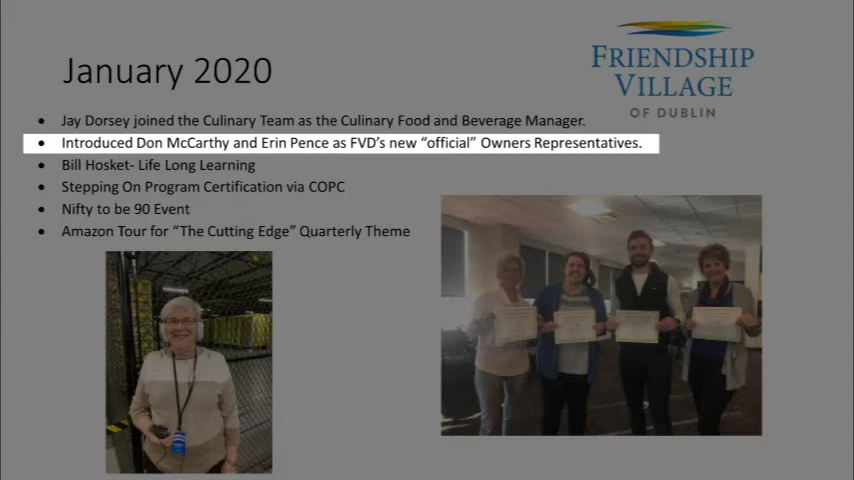 January 2020
FRIENDSHIP
VILLAGE
OF DUBLIN
• Jay Dorsey joined the Culinary Team as the Culinary Food and Beverage Manager.
• Introduced Don McCarthy and Erin Pence as FVD's new “official” Owners Representatives.
• Bill Hosket- Life Long Learning
• Stepping On Program Certification via COPC
• Nifty to be 90 Event
• Amazon Tour for “The Cutting Edge” Quarterly Theme